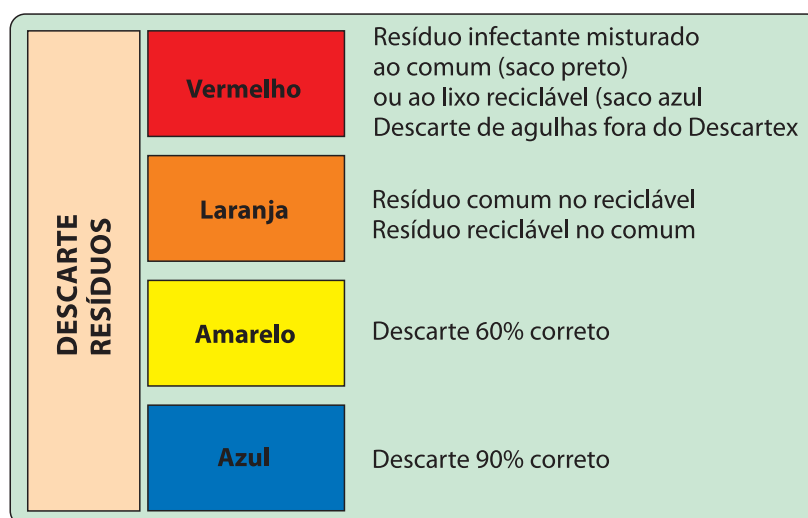 DESCARTE
RESÍDUOS
Vermelho
Resíduo infectante misturado
ao comum (saco preto)
ou ao lixo reciclável (saco azul
Descarte de agulhas fora do Descartex
Laranja
Resíduo comum no reciclável
Resíduo reciclável no comum
Amarelo
Descarte 60% correto
Azul
Descarte 90% correto